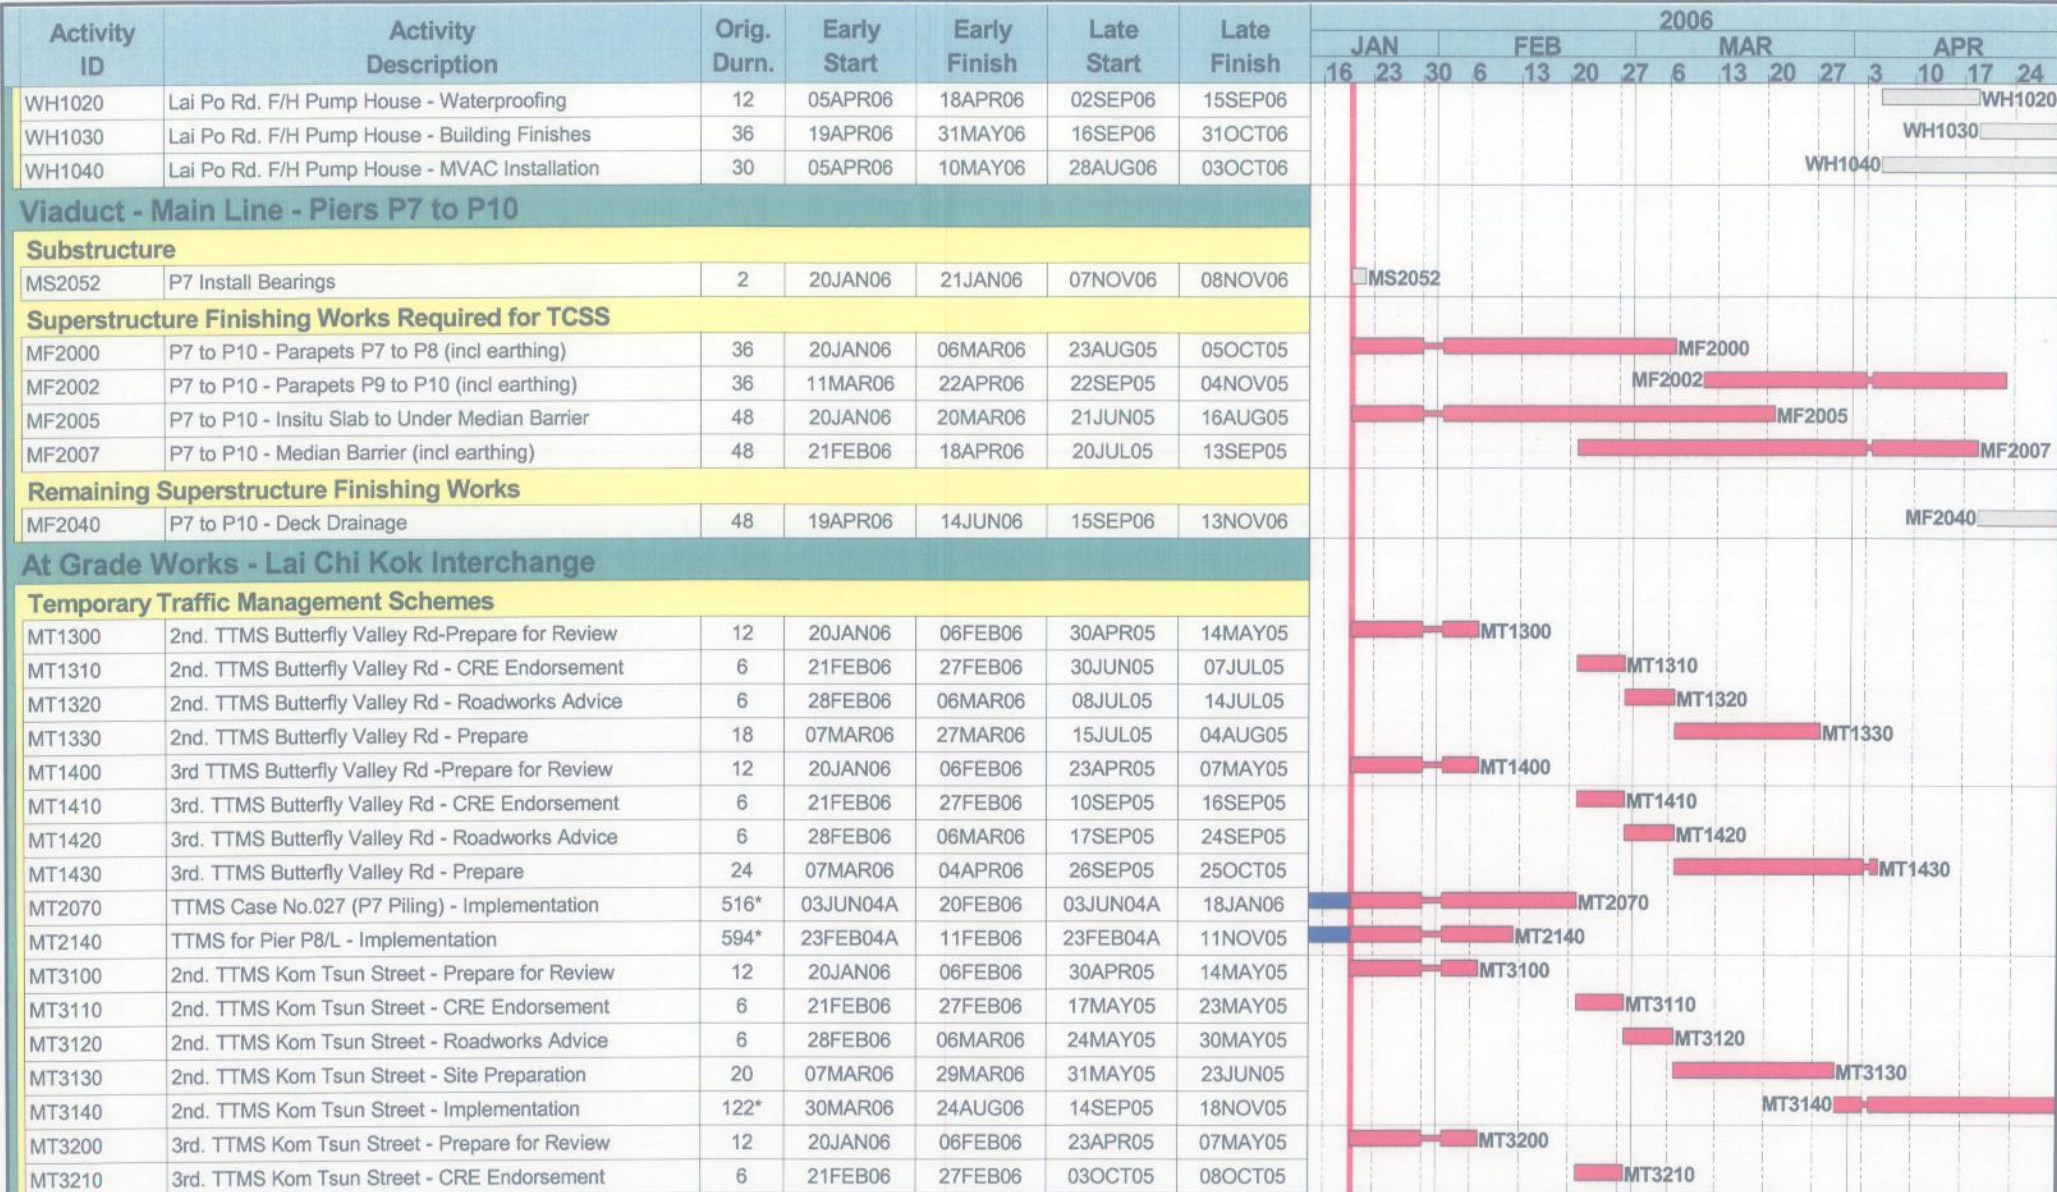 Activity ID Activity Description Orig. Durn. Early Start Early Finish Late Start Late Finish 2006
JAN FEB MAR APR
16 23 30 6 13 20 27 6 13 20 27 3 10 17 24
WH1020 Lai Po Rd. F/H Pump House - Waterproofing 12 05APR06 18APR06 02SEP06 15SEP06 WH1020
WH1030 Lai Po Rd. F/H Pump House - Building Finishes 36 19APR06 31MAY06 16SEP06 31OCT06 WH1030
WH1040 Lai Po Rd. F/H Pump House - MVAC Installation 30 05APR06 10MAY06 28AUG06 03OCT06 WH1040
Viaduct - Main Line - Piers P7 to P10
Substructure
MS2052 P7 Install Bearings 2 20JAN06 21JAN06 07NOV06 08NOV06 MS2052
Superstructure Finishing Works Required for TCSS
MF2000 P7 to P10 - Parapets P7 to P8 (incl earthing) 36 20JAN06 06MAR06 23AUG05 05OCT05 MF2000
MF2002 P7 to P10 - Parapets P9 to P10 (incl earthing) 36 11MAR06 22APR06 22SEP05 04NOV05 MF2002
MF2005 P7 to P10 - Insitu Slab to Under Median Barrier 48 20JAN06 20MAR06 21JUN05 16AUG05 MF2005
MF2007 P7 to P10 - Median Barrier (incl earthing) 48 21FEB06 18APR06 20JUL05 13SEP05 MF2007
Remaining Superstructure Finishing Works
MF2040 P7 to P10 - Deck Drainage 48 19APR06 14JUN06 15SEP06 13NOV06 MF2040
At Grade Works - Lai Chi Kok Interchange
Temporary Traffic Management Schemes
MT1300 2nd. TTMS Butterfly Valley Rd-Prepare for Review 12 20JAN06 06FEB06 30APR05 14MAY05 MT1300
MT1310 2nd. TTMS Butterfly Valley Rd - CRE Endorsement 6 21FEB06 27FEB06 30JUN05 07JUL05 MT1310
MT1320 2nd. TTMS Butterfly Valley Rd - Roadworks Advice 6 28FEB06 06MAR06 08JUL05 14JUL05 MT1320
MT1330 2nd. TTMS Butterfly Valley Rd - Prepare 18 07MAR06 27MAR06 15JUL05 04AUG05 MT1330
MT1400 3rd TTMS Butterfly Valley Rd -Prepare for Review 12 20JAN06 06FEB06 23APR05 07MAY05 MT1400
MT1410 3rd. TTMS Butterfly Valley Rd - CRE Endorsement 6 21FEB06 27FEB06 10SEP05 16SEP05 MT1410
MT1420 3rd. TTMS Butterfly Valley Rd - Roadworks Advice 6 28FEB06 06MAR06 17SEP05 24SEP05 MT1420
MT1430 3rd. TTMS Butterfly Valley Rd - Prepare 24 07MAR06 04APR06 26SEP05 25OCT05 MT1430
MT2070 TTMS Case No.027 (P7 Piling) - Implementation 516* 03JUN04A 20FEB06 03JUN04A 18JAN06 MT2070
MT2140 TTMS for Pier P8/L - Implementation 594* 23FEB04A 11FEB06 23FEB04A 11NOV05 MT2140
MT3100 2nd. TTMS Kom Tsun Street - Prepare for Review 12 20JAN06 06FEB06 30APR05 14MAY05 MT3100
MT3110 2nd. TTMS Kom Tsun Street - CRE Endorsement 6 21FEB06 27FEB06 17MAY05 23MAY05 MT3110
MT3120 2nd. TTMS Kom Tsun Street - Roadworks Advice 6 28FEB06 06MAR06 24MAY05 30MAY05 MT3120
MT3130 2nd. TTMS Kom Tsun Street - Site Preparation 20 07MAR06 29MAR06 31MAY05 23JUN05 MT3130
MT3140 2nd. TTMS Kom Tsun Street - Implementation 122* 30MAR06 24AUG06 14SEP05 18NOV05 MT3140
MT3200 3rd. TTMS Kom Tsun Street - Prepare for Review 12 20JAN06 06FEB06 23APR05 07MAY05 MT3200
MT3210 3rd. TTMS Kom Tsun Street - CRE Endorsement 6 21FEB06 27FEB06 03OCT05 08OCT05 MT3210